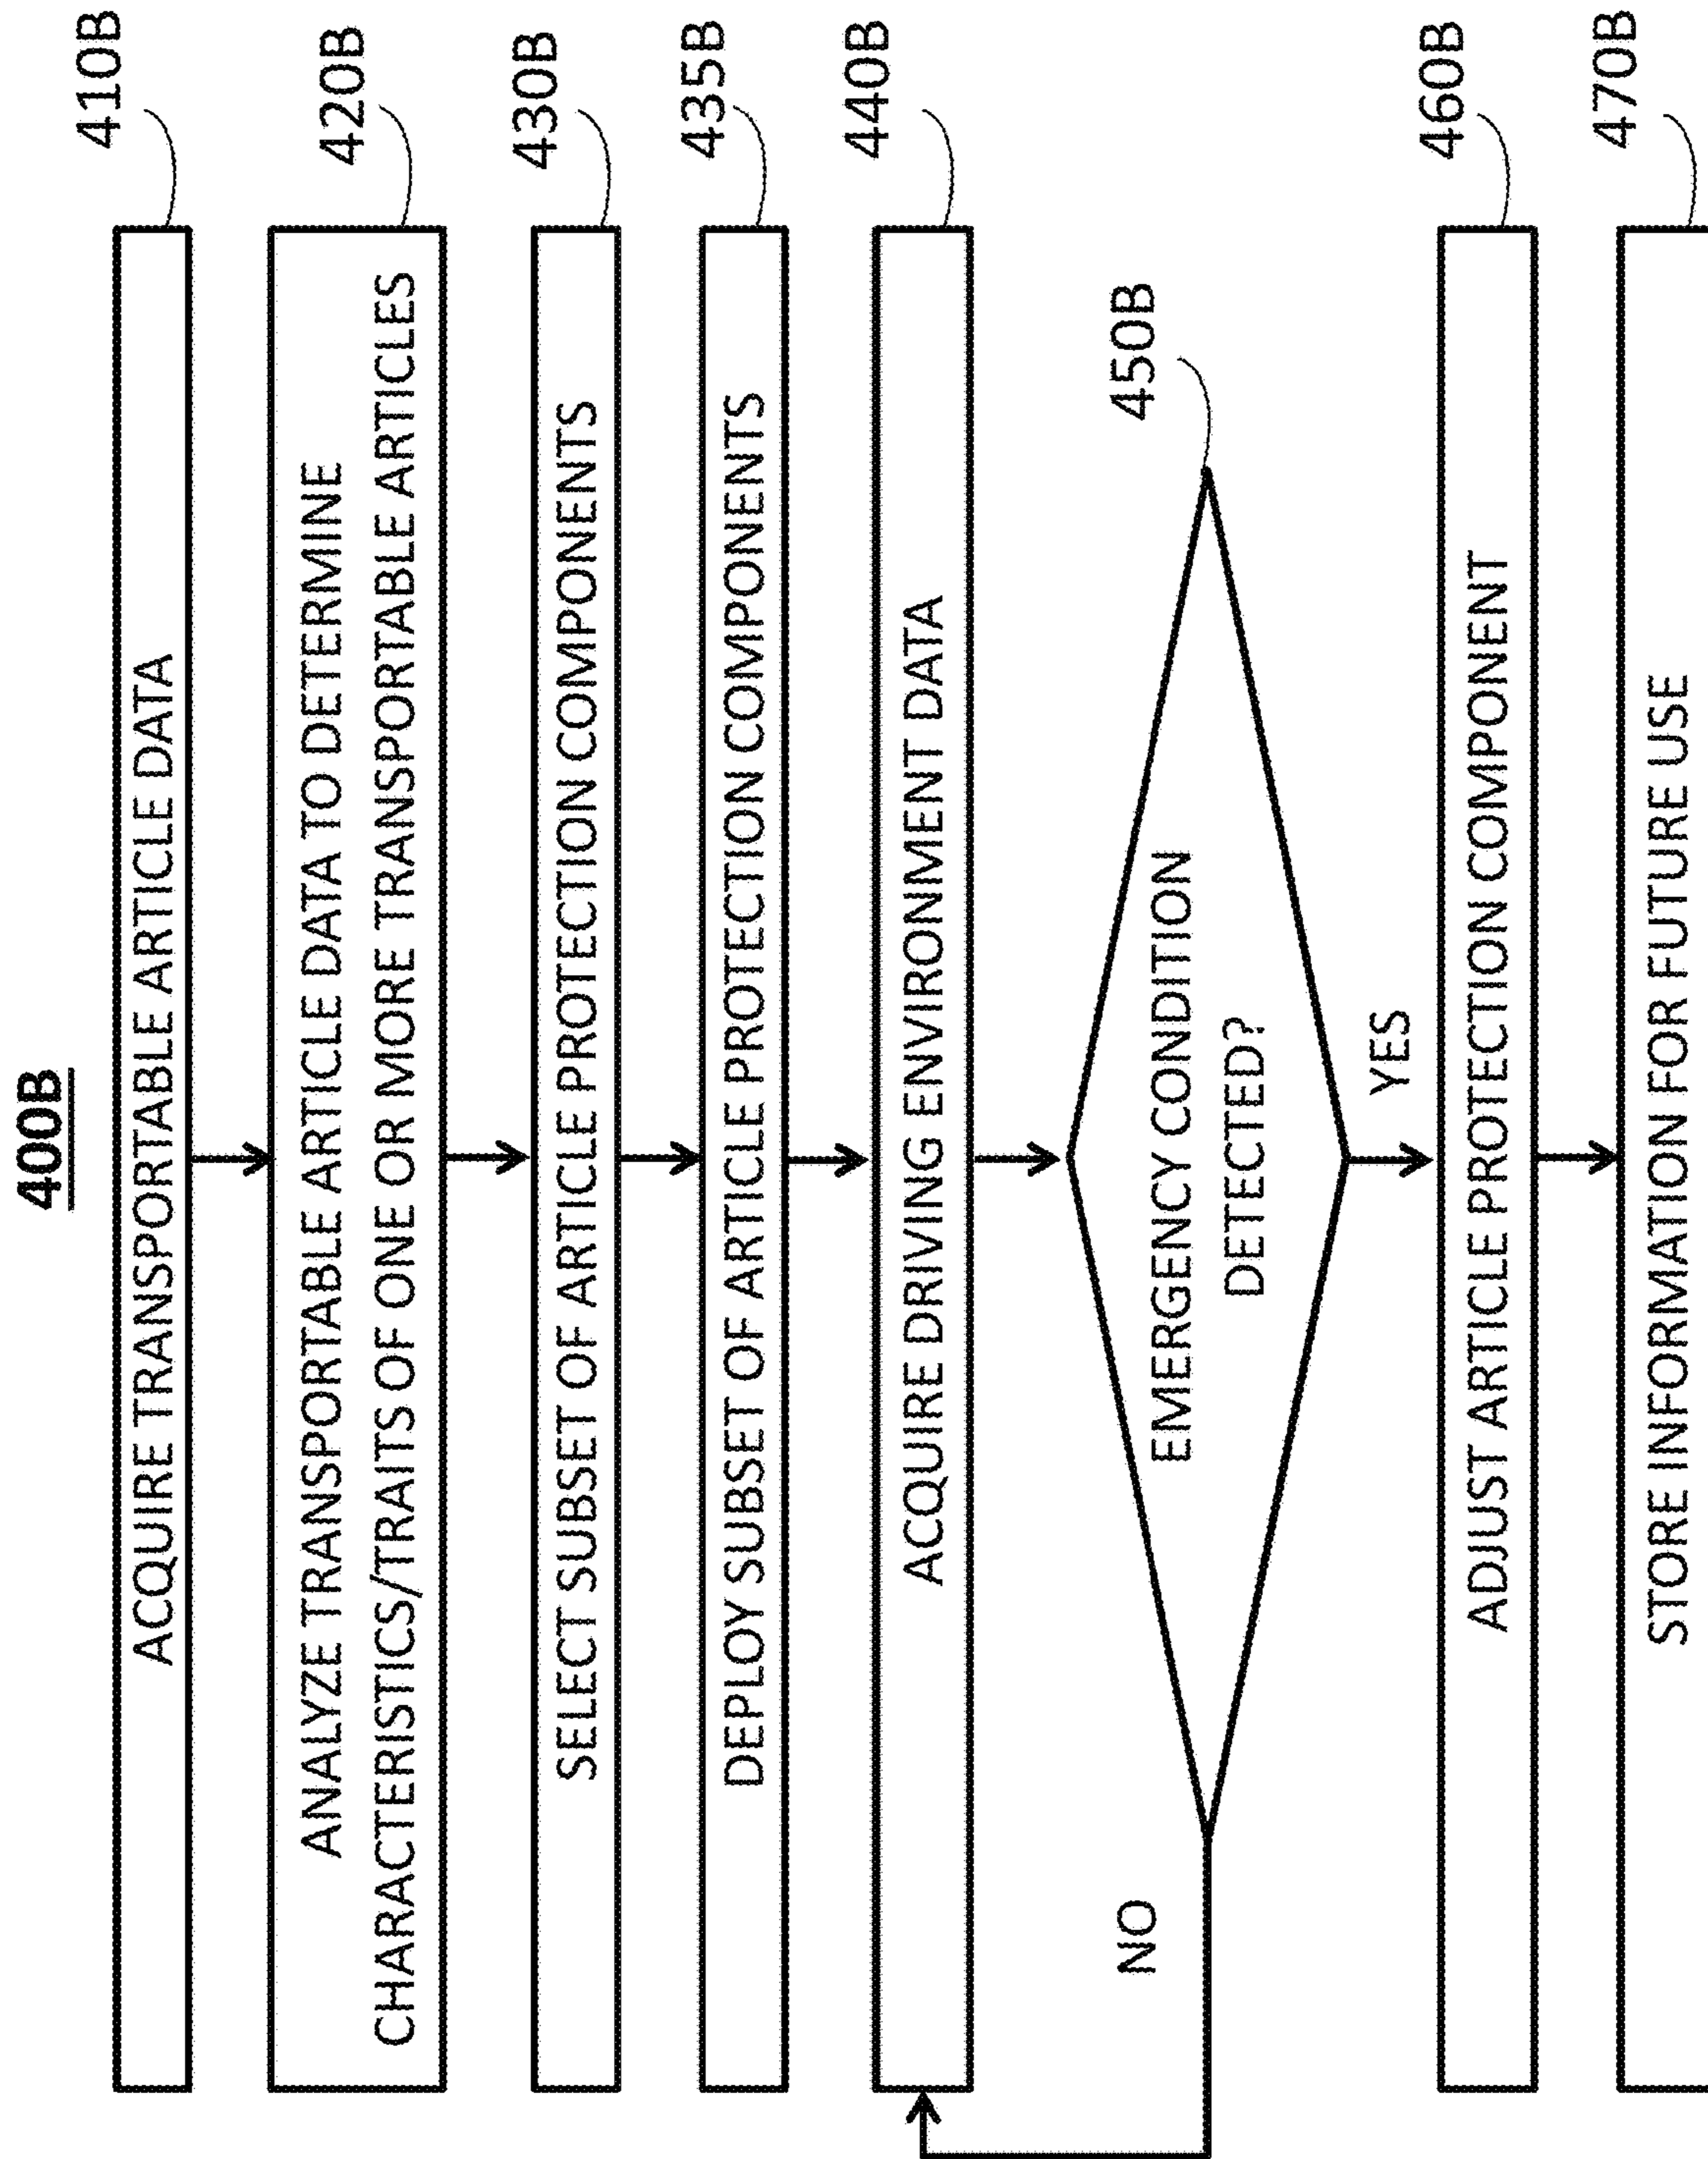 400B
410B
ACQUIRE TRANSPORTABLE ARTICLE DATA
420B
ANALYZE TRANSPORTABLE ARTICLE DATA TO DETERMINE
CHARACTERISTICS/TRAITS OF ONE OR MORE TRANSPORTABLE ARTICLES
430B
SELECT SUBSET OF ARTICLE PROTECTION COMPONENTS
435B
DEPLOY SUBSET OF ARTICLE PROTECTION COMPONENTS
440B
ACQUIRE DRIVING ENVIRONMENT DATA
450B
EMERGENCY CONDITION
DETECTED?
NO
YES
460B
ADJUST ARTICLE PROTECTION COMPONENT
470B
STORE INFORMATION FOR FUTURE USE